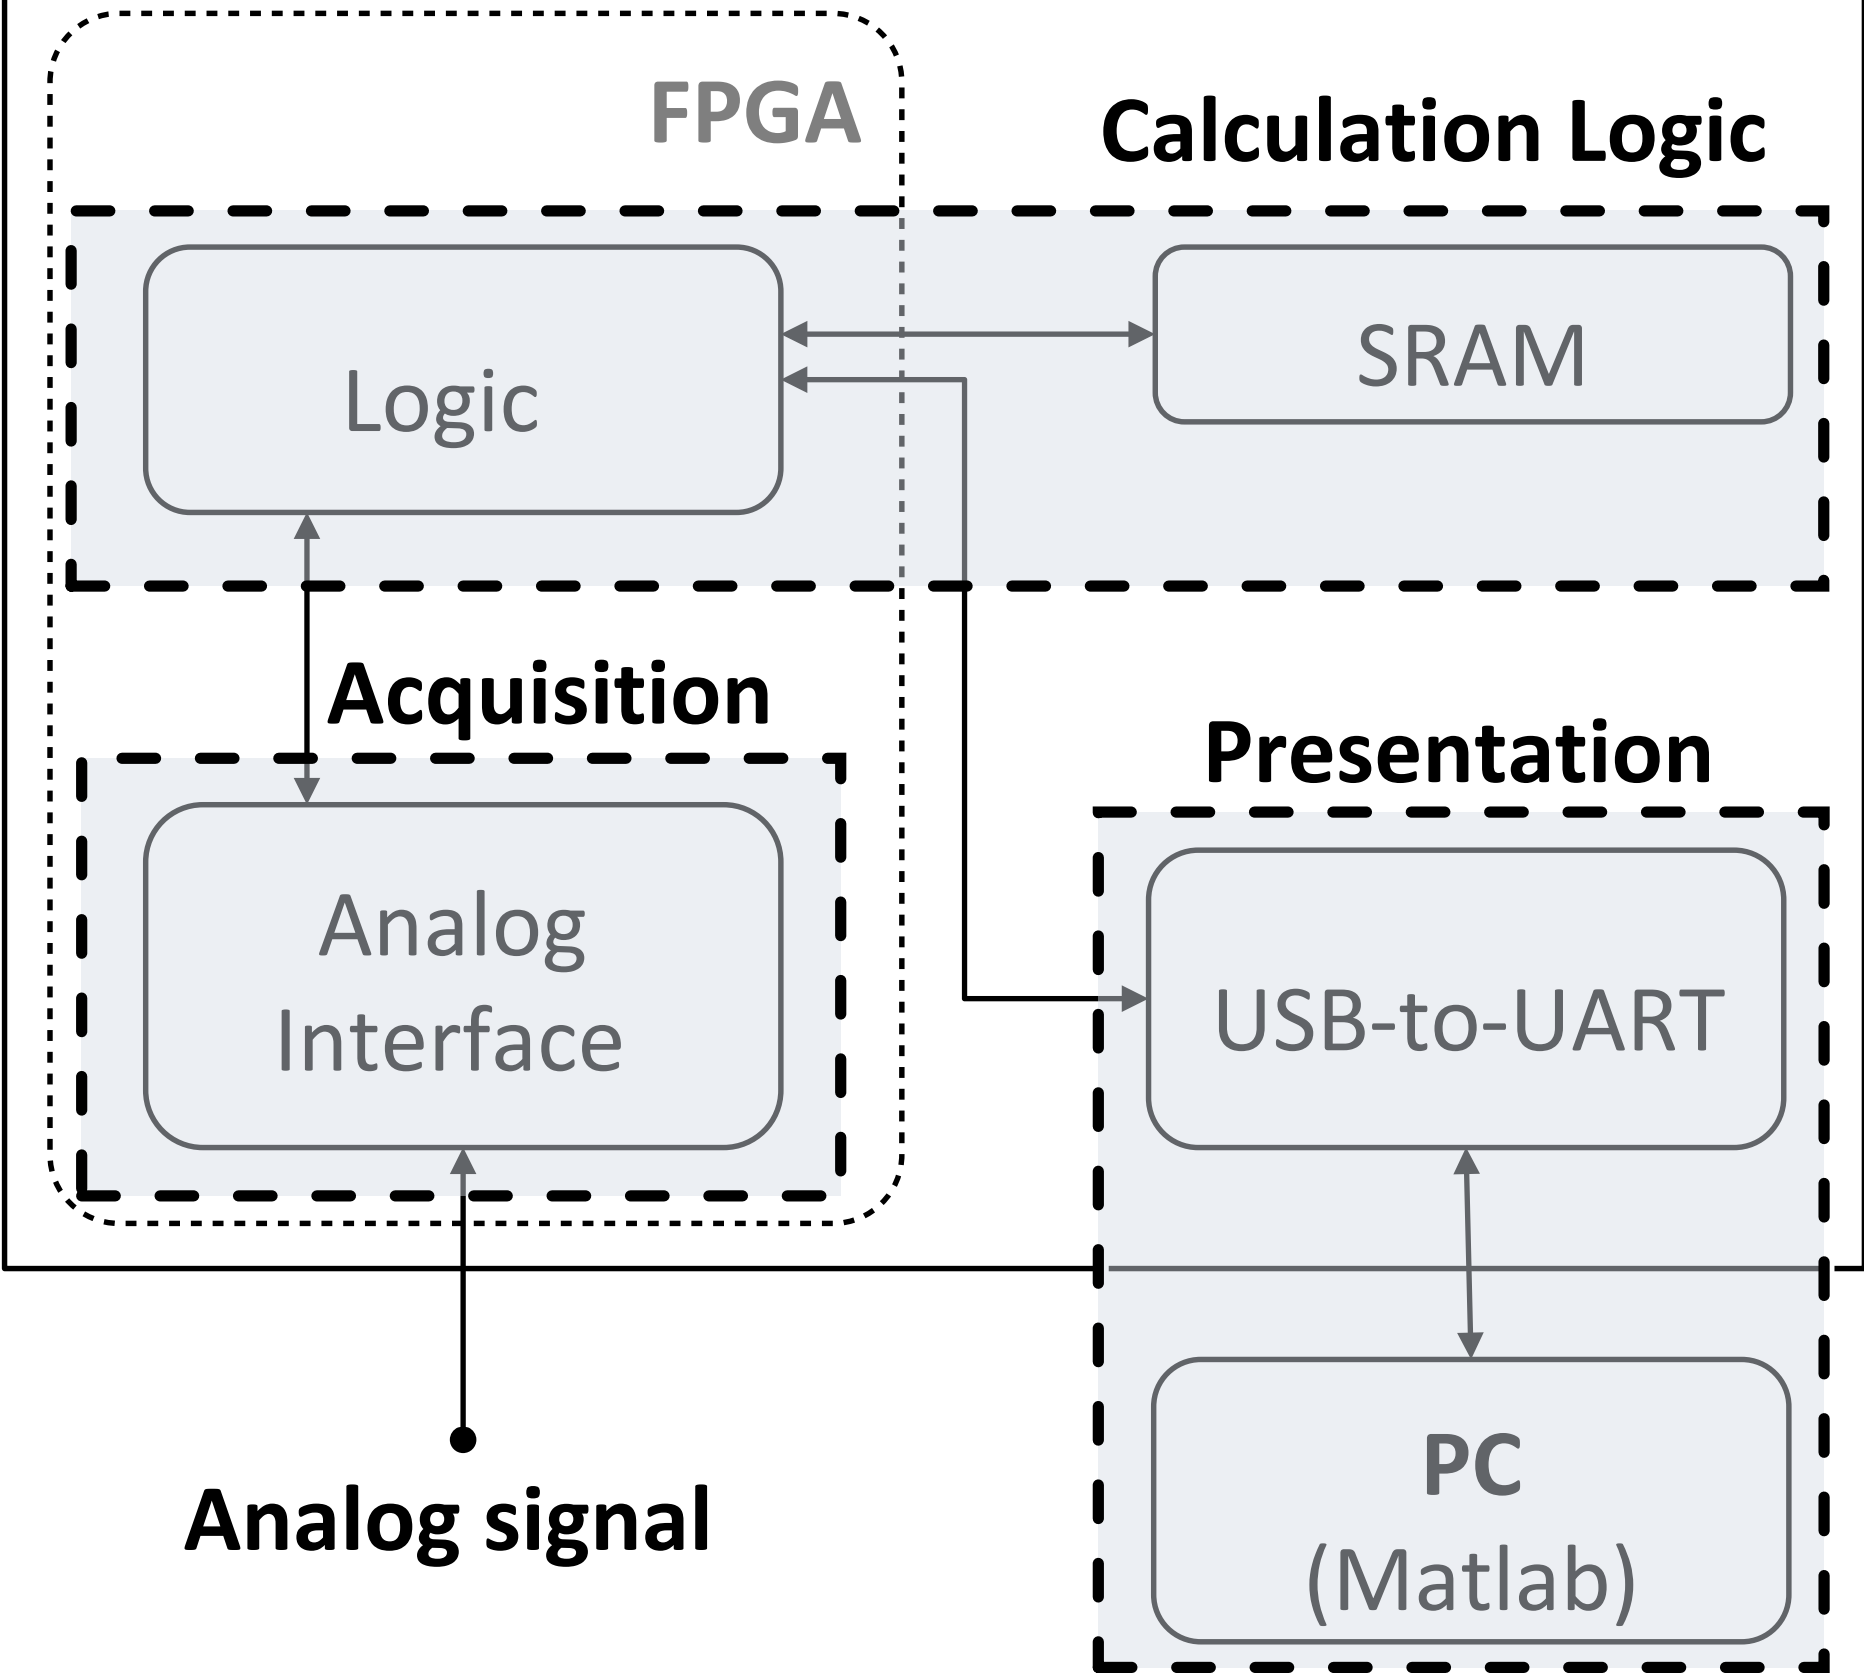 FPGA
Calculation Logic
Logic
SRAM
Acquisition
Presentation
Analog
Interface
USB-to-UART
PC
(Matlab)
Analog signal